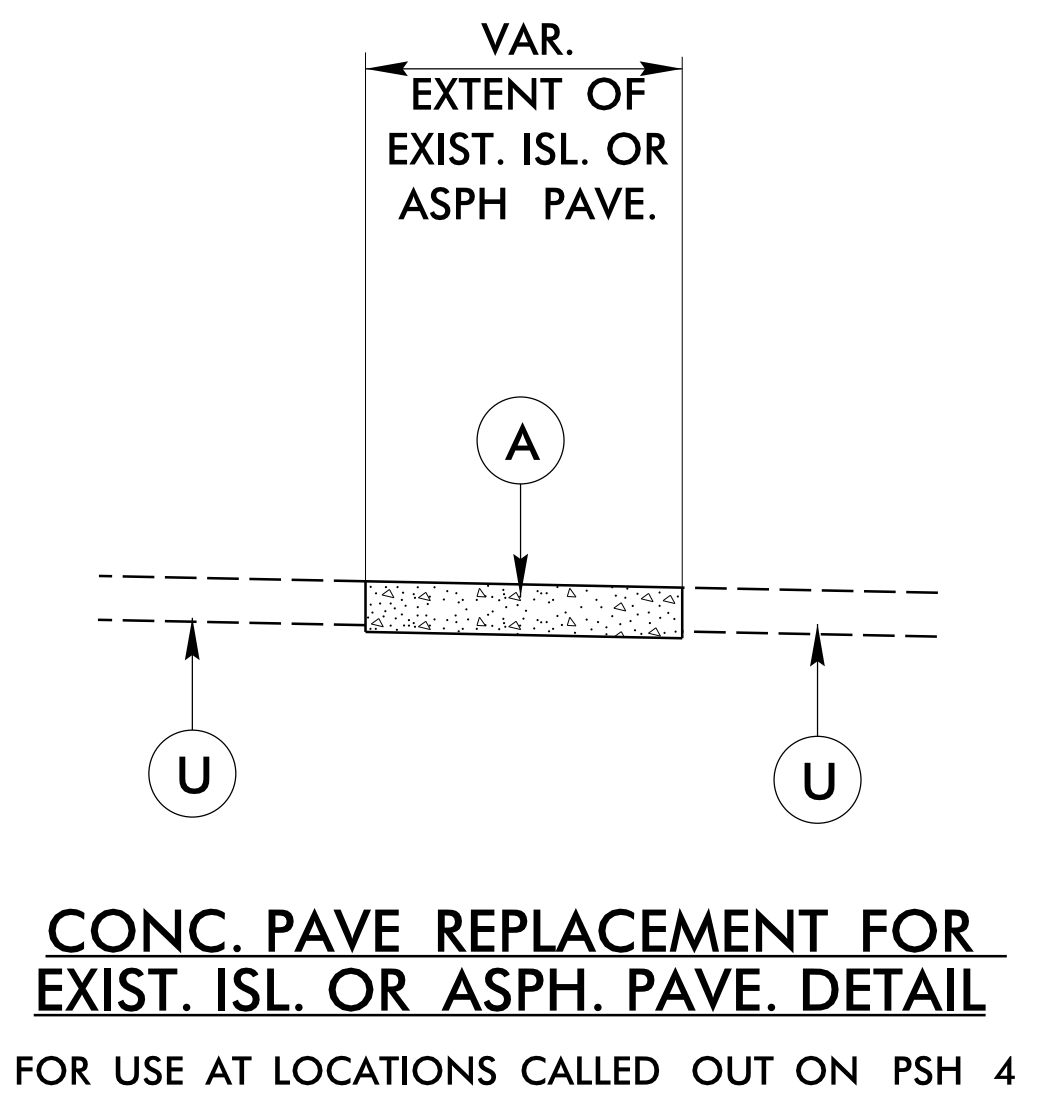 VAR.
EXTENT OF
EXIST. ISL. OR
ASPH PAVE.
A
U
U
CONC. PAVE REPLACEMENT FOR
EXIST. ISL. OR ASPH. PAVE. DETAIL
FOR USE AT LOCATIONS CALLED OUT ON PSH 4